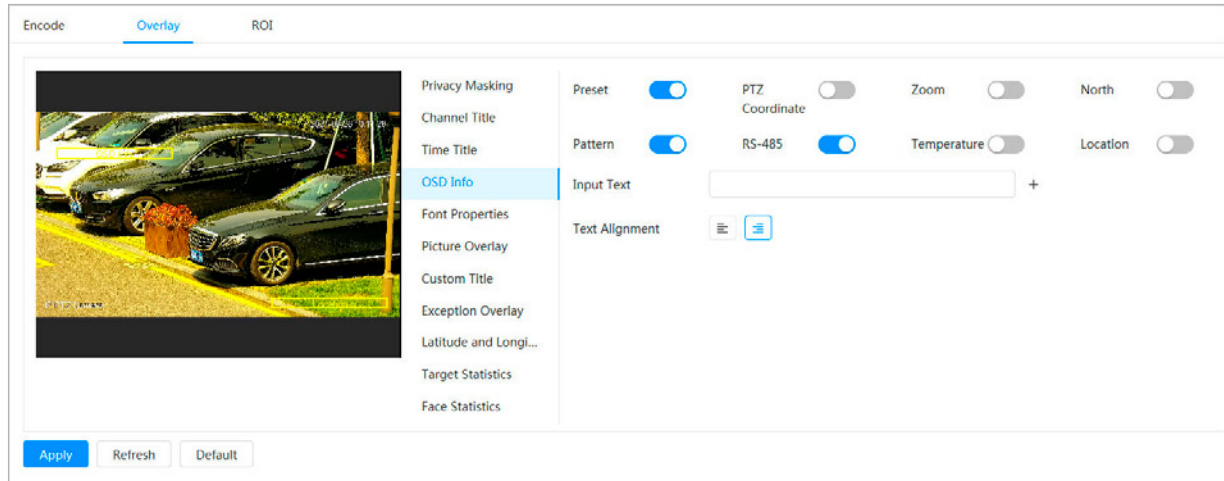 Encode Overlay ROI
Privacy Masking
Channel Title
Time Title
OSD Info
Font Properties
Picture Overlay
Custom Title
Exception Overlay
Latitude and Longi...
Target Statistics
Face Statistics
Preset PTZ Coordinate Zoom North
Pattern RS-485 Temperature Location
Input Text +
Text Alignment
Apply Refresh Default